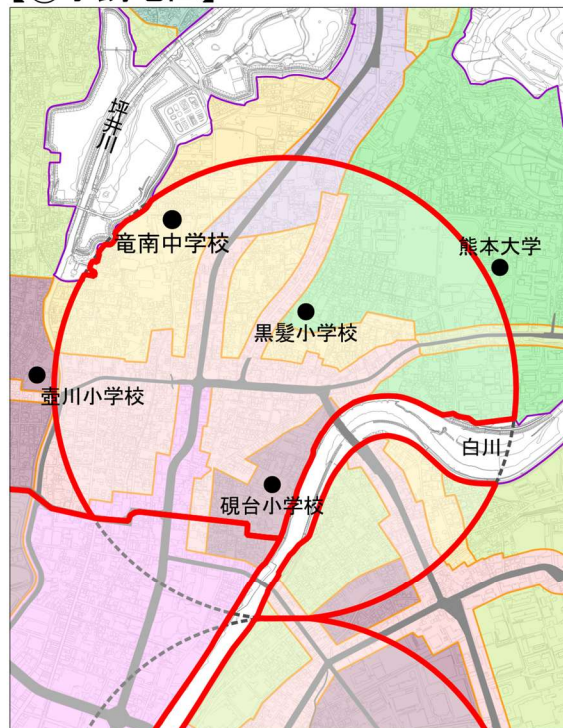 坪井川
竜南中学校
熊本大学
黒髪小学校
壺川小学校
白川
硯台小学校